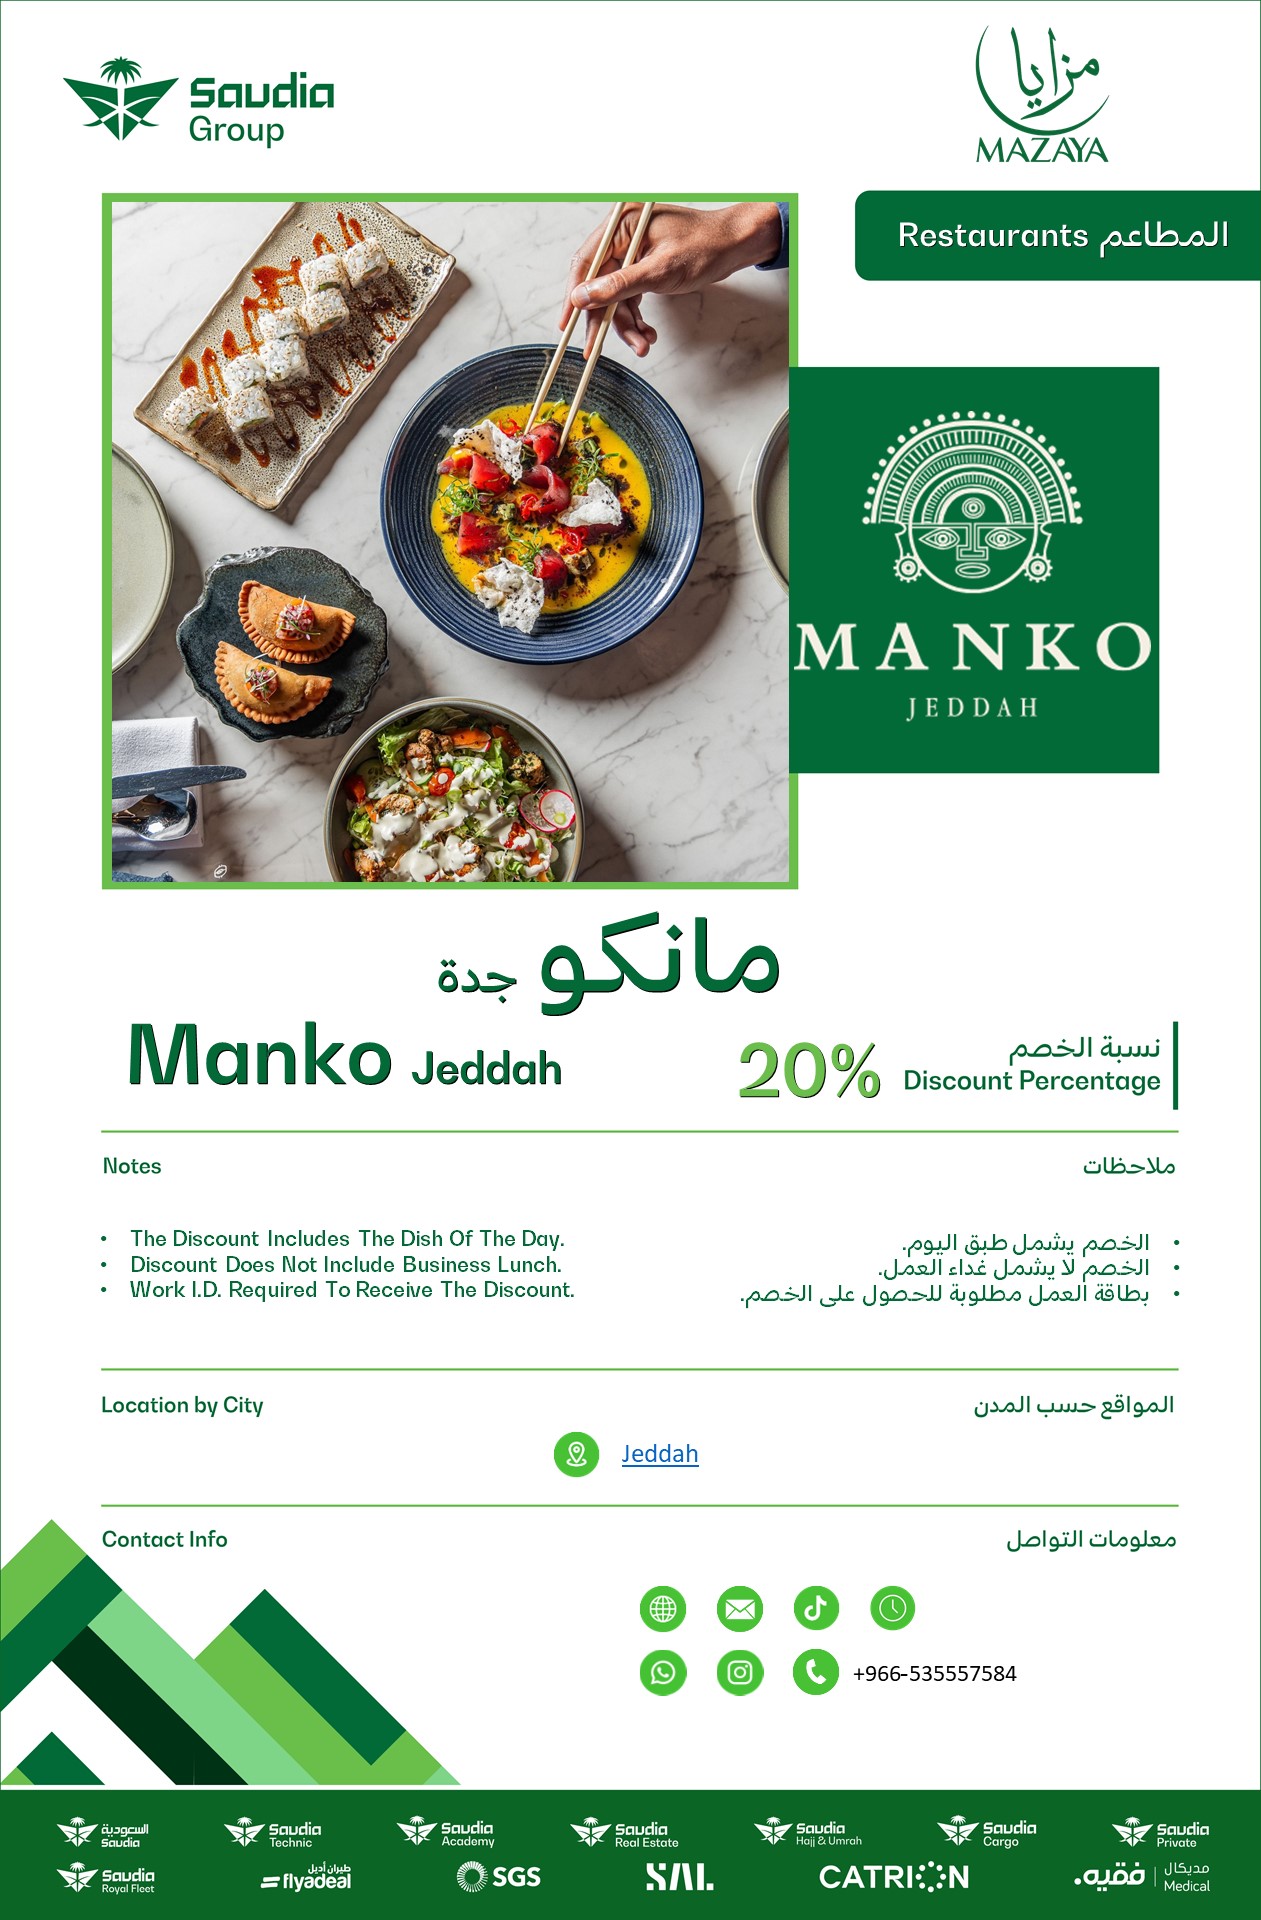 Saudia
Group
مزايا
MAZAYA
Restaurants المطاعم
MANKO
JEDDAH
مانكو جدة
Manko Jeddah
20%
نسبة الخصم
Discount Percentage
Notes
ملاحظات
• The Discount Includes The Dish Of The Day.
• Discount Does Not Include Business Lunch.
• Work I.D. Required To Receive The Discount.
• الخصم يشمل طبق اليوم.
• الخصم لا يشمل غداء العمل.
• بطاقة العمل مطلوبة للحصول على الخصم.
Location by City
المواقع حسب المدن
Jeddah
Contact Info
معلومات التواصل
+966-535557584
السعودية
Saudia
Saudia
Technic
Saudia
Academy
Saudia
Real Estate
Saudia
Hajj & Umrah
Saudia
Cargo
Saudia
Private
Saudia
Royal Fleet
طيران أديل
flyadeal
SGS
SAL
CATRION
فقيه.
مديكال
Medical